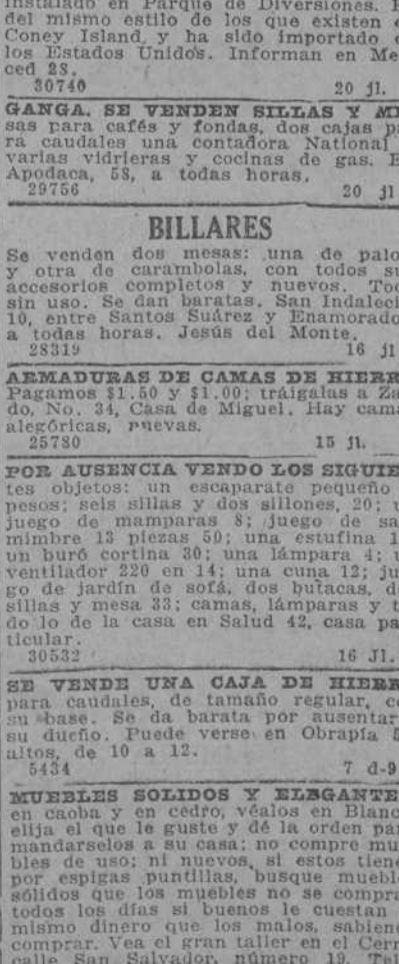 instalado en Parque de Diversiones. E
del mismo estilo de los que existen e
Coney Island, y ha sido importado d
los Estados Unidos. Informan en Mer
ced 28.
30740 20 jl.
GANGA. SE VENDEN SILLAS Y ME
sas para cafés y fondas, dos cajas pa
ra caudales una contadora National
varias vidrieras y cocinas de gas. E
Apodaca, 58, a todas horas.
29756 20 jl
BILLARES
Se venden dos mesas: una de palo
y otra de carambolas, con todos su
accesorios completos y nuevos. Tod
sin uso. Se dan baratas. San Indaleci
10, entre Santos Suárez y Enamorado
a todas horas. Jesús del Monte.
28319 16 jl
ARMADURAS DE CAMAS DE HIERR
Pagamos $1.50 y $1.00; tráigalas a Za
do, No. 34, Casa de Miguel. Hay cama
alegóricas, nuevas.
25780 15 jl.
POR AUSENCIA VENDO LOS SIGUIE
tes objetos: un escaparate pequeño
pesos; seis sillas y dos sillones, 20; u
juego de mamparas 8; juego de sa
mimbre 13 piezas 50; una estufina 1
un buró cortina 30; una lámpara 4; u
ventilador 220 en 14; una cuna 12; ju
go de jardín de sofá, dos butacas, d
sillas y mesa 33; camas, lámparas y t
do lo de la casa en Salud 42, casa pa
ticular.
30532 16 Jl.
SE VENDE UNA CAJA DE HIERR
para caudales, de tamaño regular, co
su base. Se da barata por ausentar
su dueño. Puede verse en Obrapía 5
altos, de 10 a 12.
5434 7 d-9
MUEBLES SOLIDOS Y ELEGANTE
en caoba y en cedro, véalos en Blanc
elija el que le guste y dé la orden par
mandarselos a su casa; no compre mu
bles de uso; ni nuevos, si estos tiene
por espigas puntillas, busque mueble
sólidos que los muebles no se compra
todos los días si buenos le cuestan
mismo dinero que los malos, sabiend
comprar. Vea el gran taller en el Cerr
calle San Salvador, número 19. Tel